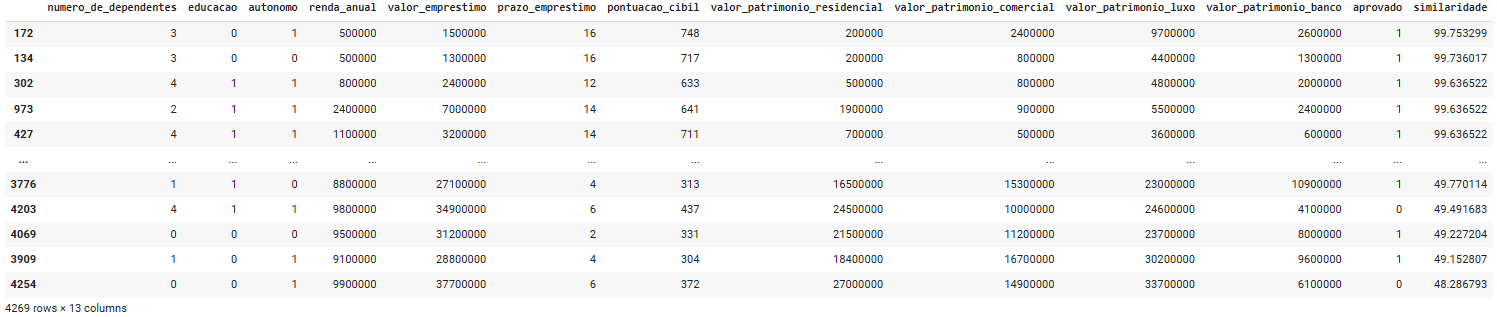 numero_de_dependentes educacao autonomo renda_anual valor_emprestimo prazo_emprestimo pontuacao_cibil valor_patrimonio_residencial valor_patrimonio_comercial valor_patrimonio_luxo valor_patrimonio_banco aprovado similaridade
172 3 0 1 500000 1500000 16 748 200000 2400000 9700000 2600000 1 99.753299
134 3 0 0 500000 1300000 16 717 200000 800000 4400000 1300000 1 99.736017
302 4 1 1 800000 2400000 12 633 500000 800000 4800000 2000000 1 99.636522
973 2 1 1 2400000 7000000 14 641 1900000 900000 5500000 2400000 1 99.636522
427 4 1 1 1100000 3200000 14 711 700000 500000 3600000 600000 1 99.636522
... ... ... ... ... ... ... ... ... ... ... ... ... ...
3776 1 1 0 8800000 27100000 4 313 16500000 15300000 23000000 10900000 1 49.770114
4203 4 1 1 9800000 34900000 6 437 24500000 10000000 24600000 4100000 0 49.491683
4069 0 0 0 9500000 31200000 2 331 21500000 11200000 23700000 8000000 1 49.227204
3909 1 0 1 9100000 28800000 4 304 18400000 16700000 30200000 9600000 1 49.152807
4254 0 0 1 9900000 37700000 6 372 27000000 14900000 33700000 6100000 0 48.286793
4269 rows × 13 columns